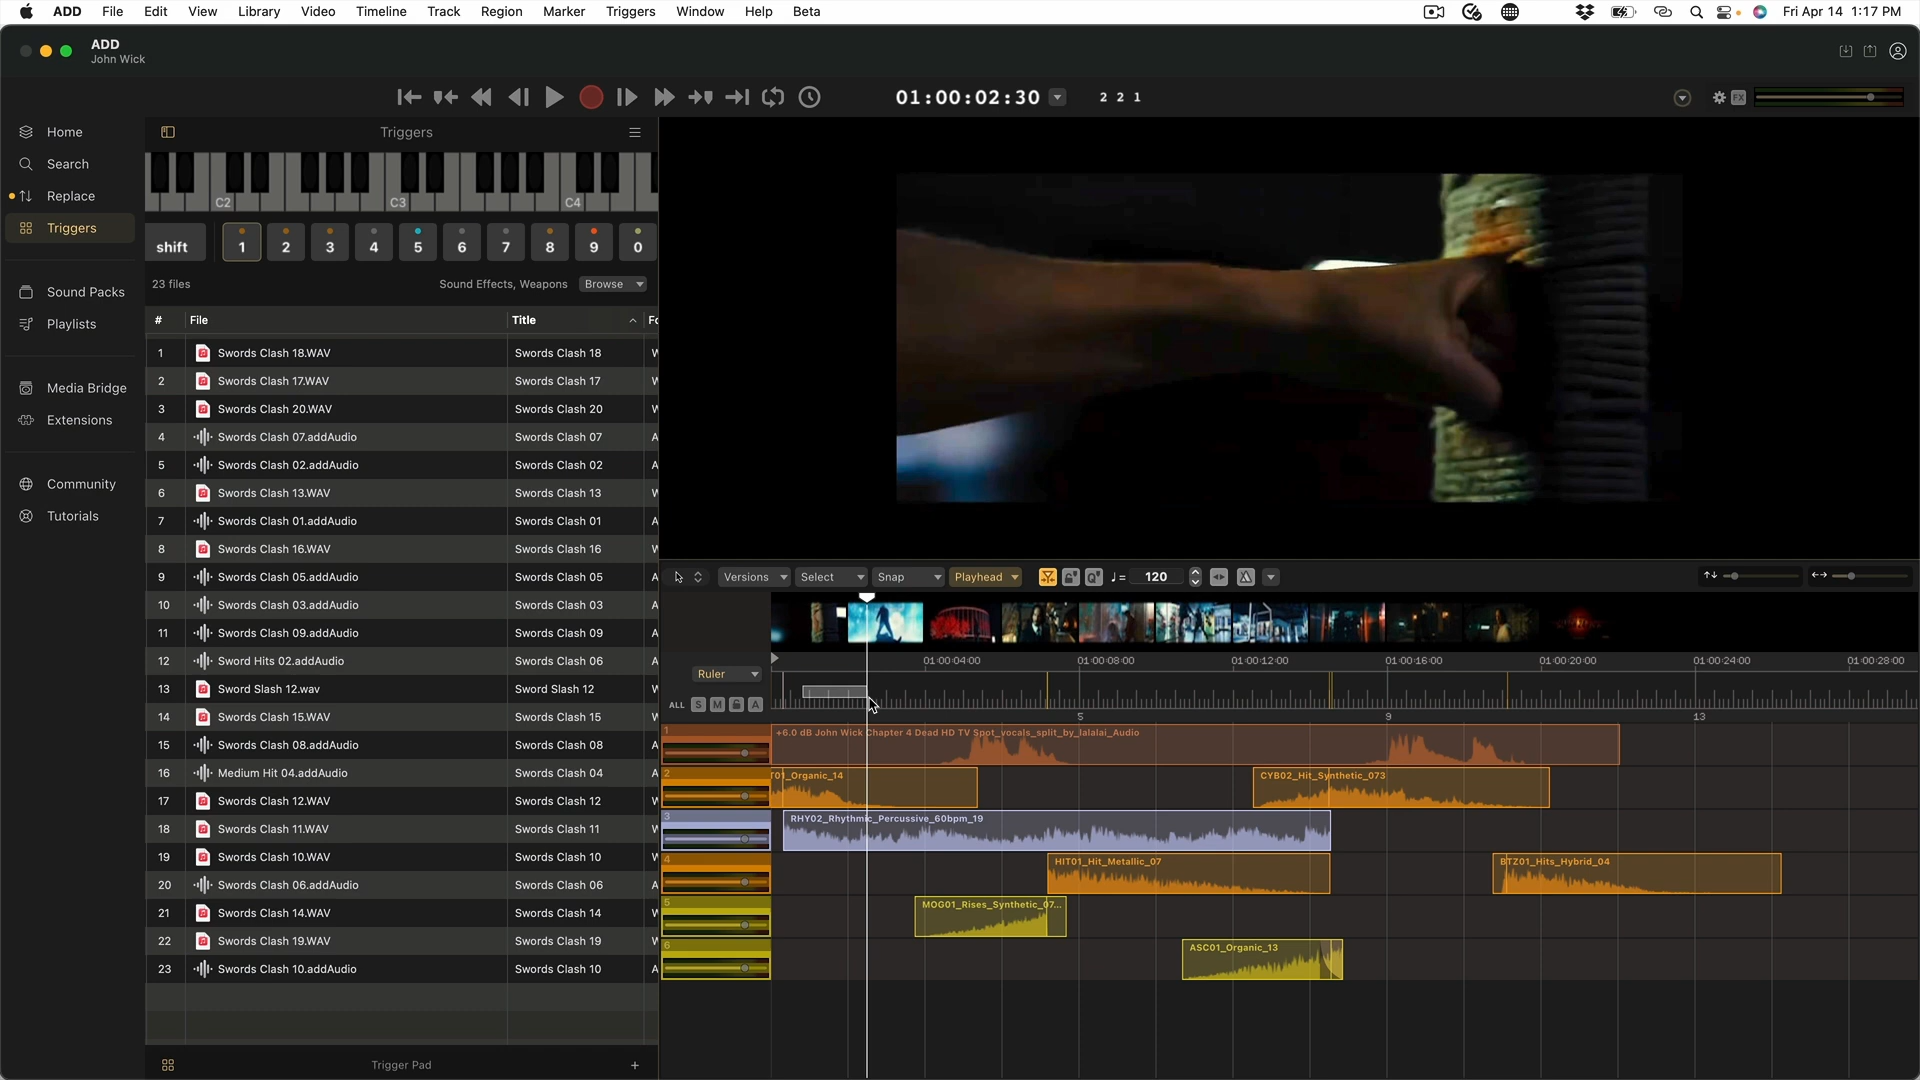 ADD File Edit View Library Video Timeline Track Region Marker Triggers Window Help Beta Fri Apr 14 1:17 PM
ADD
John Wick
01:00:02:30 2 2 1
FX
Home
Search
Replace
Triggers
Sound Packs
Playlists
Media Bridge
Extensions
Community
Tutorials
Triggers
C2 C3 C4
shift 1 2 3 4 5 6 7 8 9 0
23 files Sound Effects, Weapons Browse
# File Title Fo
1 Swords Clash 18.WAV Swords Clash 18 W
2 Swords Clash 17.WAV Swords Clash 17 W
3 Swords Clash 20.WAV Swords Clash 20 W
4 Swords Clash 07.addAudio Swords Clash 07 A
5 Swords Clash 02.addAudio Swords Clash 02 A
6 Swords Clash 13.WAV Swords Clash 13 W
7 Swords Clash 01.addAudio Swords Clash 01 A
8 Swords Clash 16.WAV Swords Clash 16 W
9 Swords Clash 05.addAudio Swords Clash 05 A
10 Swords Clash 03.addAudio Swords Clash 03 A
11 Swords Clash 09.addAudio Swords Clash 09 A
12 Sword Hits 02.addAudio Swords Clash 06 A
13 Sword Slash 12.wav Sword Slash 12 W
14 Swords Clash 15.WAV Swords Clash 15 W
15 Swords Clash 08.addAudio Swords Clash 08 A
16 Medium Hit 04.addAudio Swords Clash 04 A
17 Swords Clash 12.WAV Swords Clash 12 W
18 Swords Clash 11.WAV Swords Clash 11 W
19 Swords Clash 10.WAV Swords Clash 10 W
20 Swords Clash 06.addAudio Swords Clash 06 A
21 Swords Clash 14.WAV Swords Clash 14 W
22 Swords Clash 19.WAV Swords Clash 19 W
23 Swords Clash 10.addAudio Swords Clash 10 A
Trigger Pad +
Versions Select Snap Playhead Q = 120
01:00:04:00 01:00:08:00 01:00:12:00 01:00:16:00 01:00:20:00 01:00:24:00 01:00:28:00
Ruler
ALL S M A
5 9 13
1 +6.0 dB John Wick Chapter 4 Dead HD TV Spot_vocals_split_by_lalalai_Audio
2 T01_Organic_14 CYB02_Hit_Synthetic_073
3 RHY02_Rhythmic_Percussive_60bpm_19
4 HIT01_Hit_Metallic_07 BTZ01_Hits_Hybrid_04
5 MOG01_Rises_Synthetic_07...
6 ASC01_Organic_13